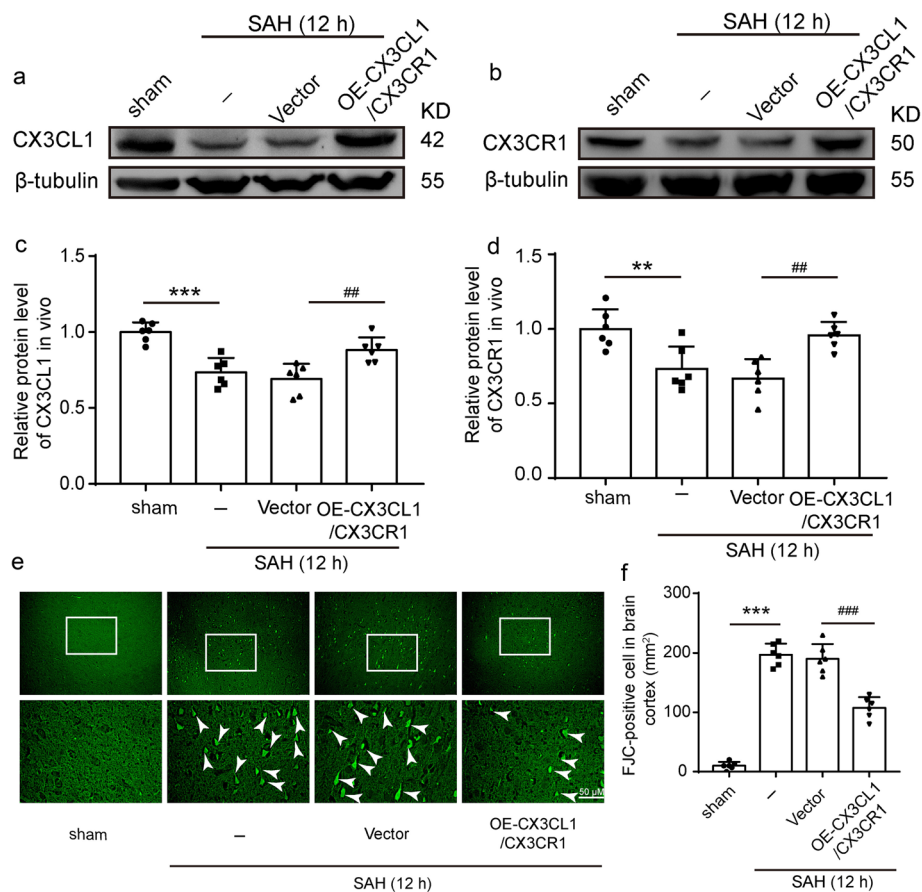 a
SAH (12 h)
sham
–
Vector
OE-CX3CL1
/CX3CR1
KD
CX3CL1
42
β-tubulin
55
b
SAH (12 h)
sham
–
Vector
OE-CX3CL1
/CX3CR1
KD
CX3CR1
50
β-tubulin
55
c
Relative protein level
of CX3CL1 in vivo
1.5
1.0
0.5
0.0
***
##
sham
–
Vector
OE-CX3CL1
/CX3CR1
SAH (12 h)
d
Relative protein level
of CX3CR1 in vivo
1.5
1.0
0.5
0.0
**
##
sham
–
Vector
OE-CX3CL1
/CX3CR1
SAH (12 h)
e
50 μM
sham
–
Vector
OE-CX3CL1
/CX3CR1
SAH (12 h)
f
FJC-positive cell in brain
cortex (mm²)
300
200
100
0
***
###
sham
–
Vector
OE-CX3CL1
/CX3CR1
SAH (12 h)